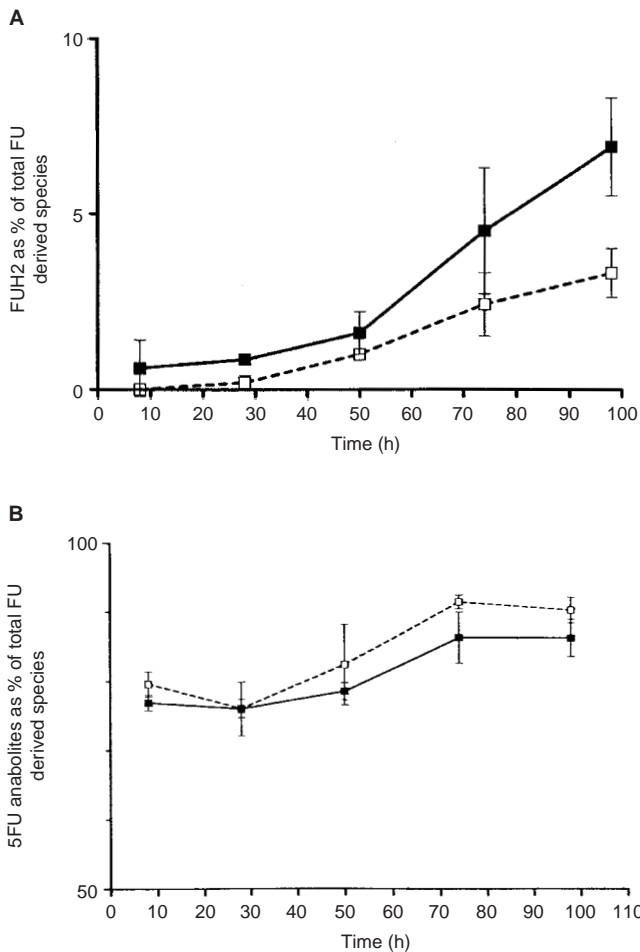 A
10
5
0
FUH2 as % of total FU
derived species
0 10 20 30 40 50 60 70 80 90 100
Time (h)
B
100
50
5FU anabolites as % of total FU
derived species
0 10 20 30 40 50 60 70 80 90 100 110
Time (h)